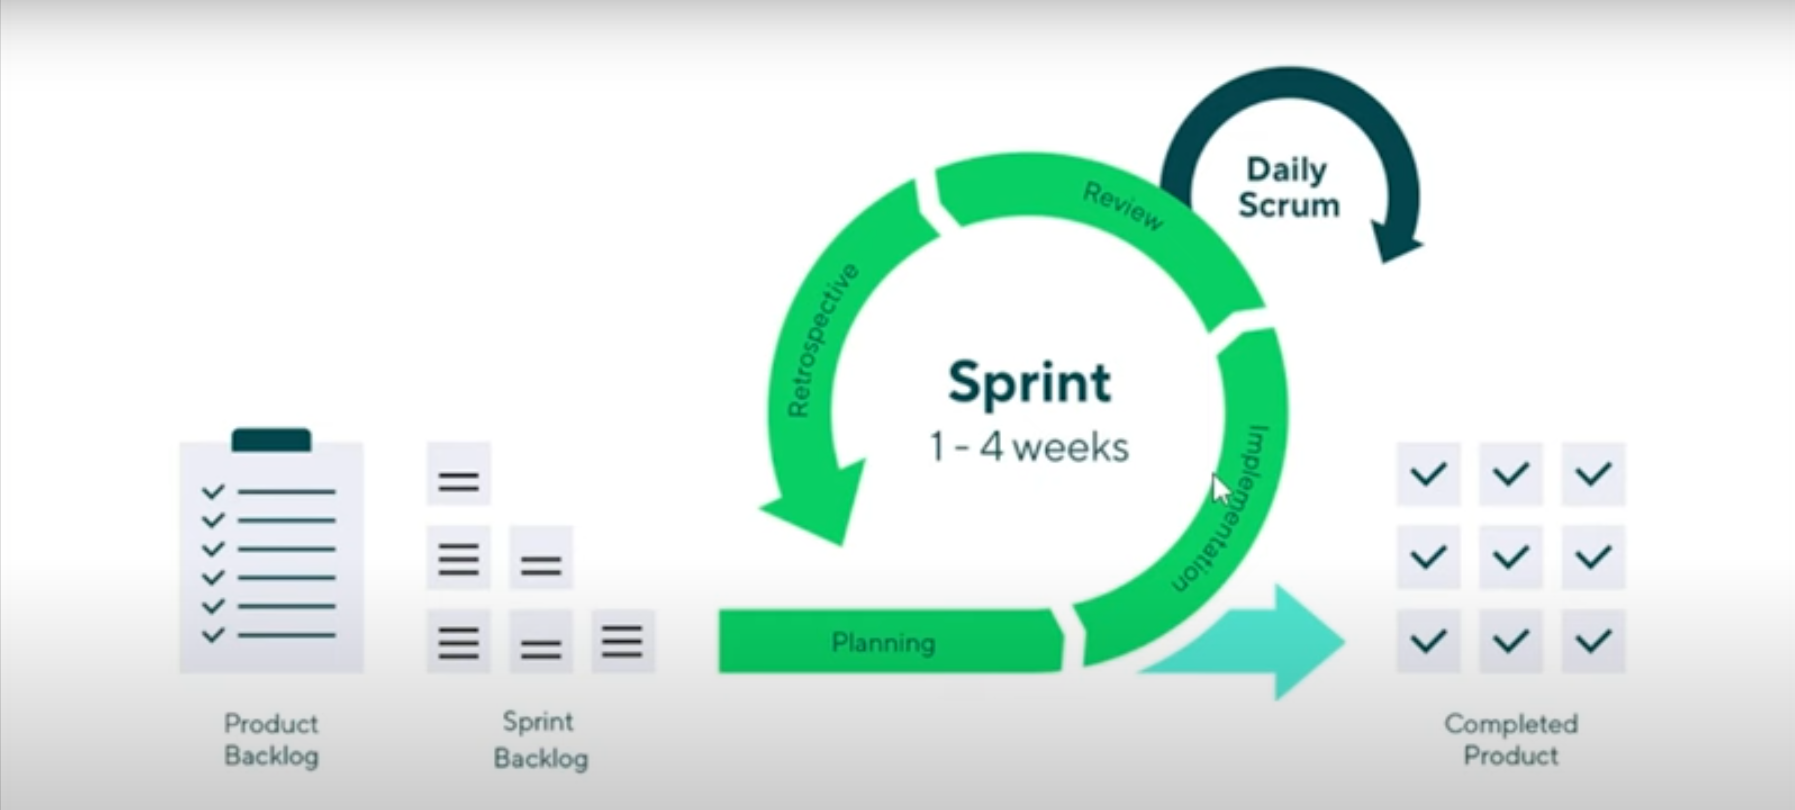 Daily
Scrum
Review
Retrospective
Sprint
1 - 4 weeks
Implementation
Planning
Product
Backlog
Sprint
Backlog
Completed
Product